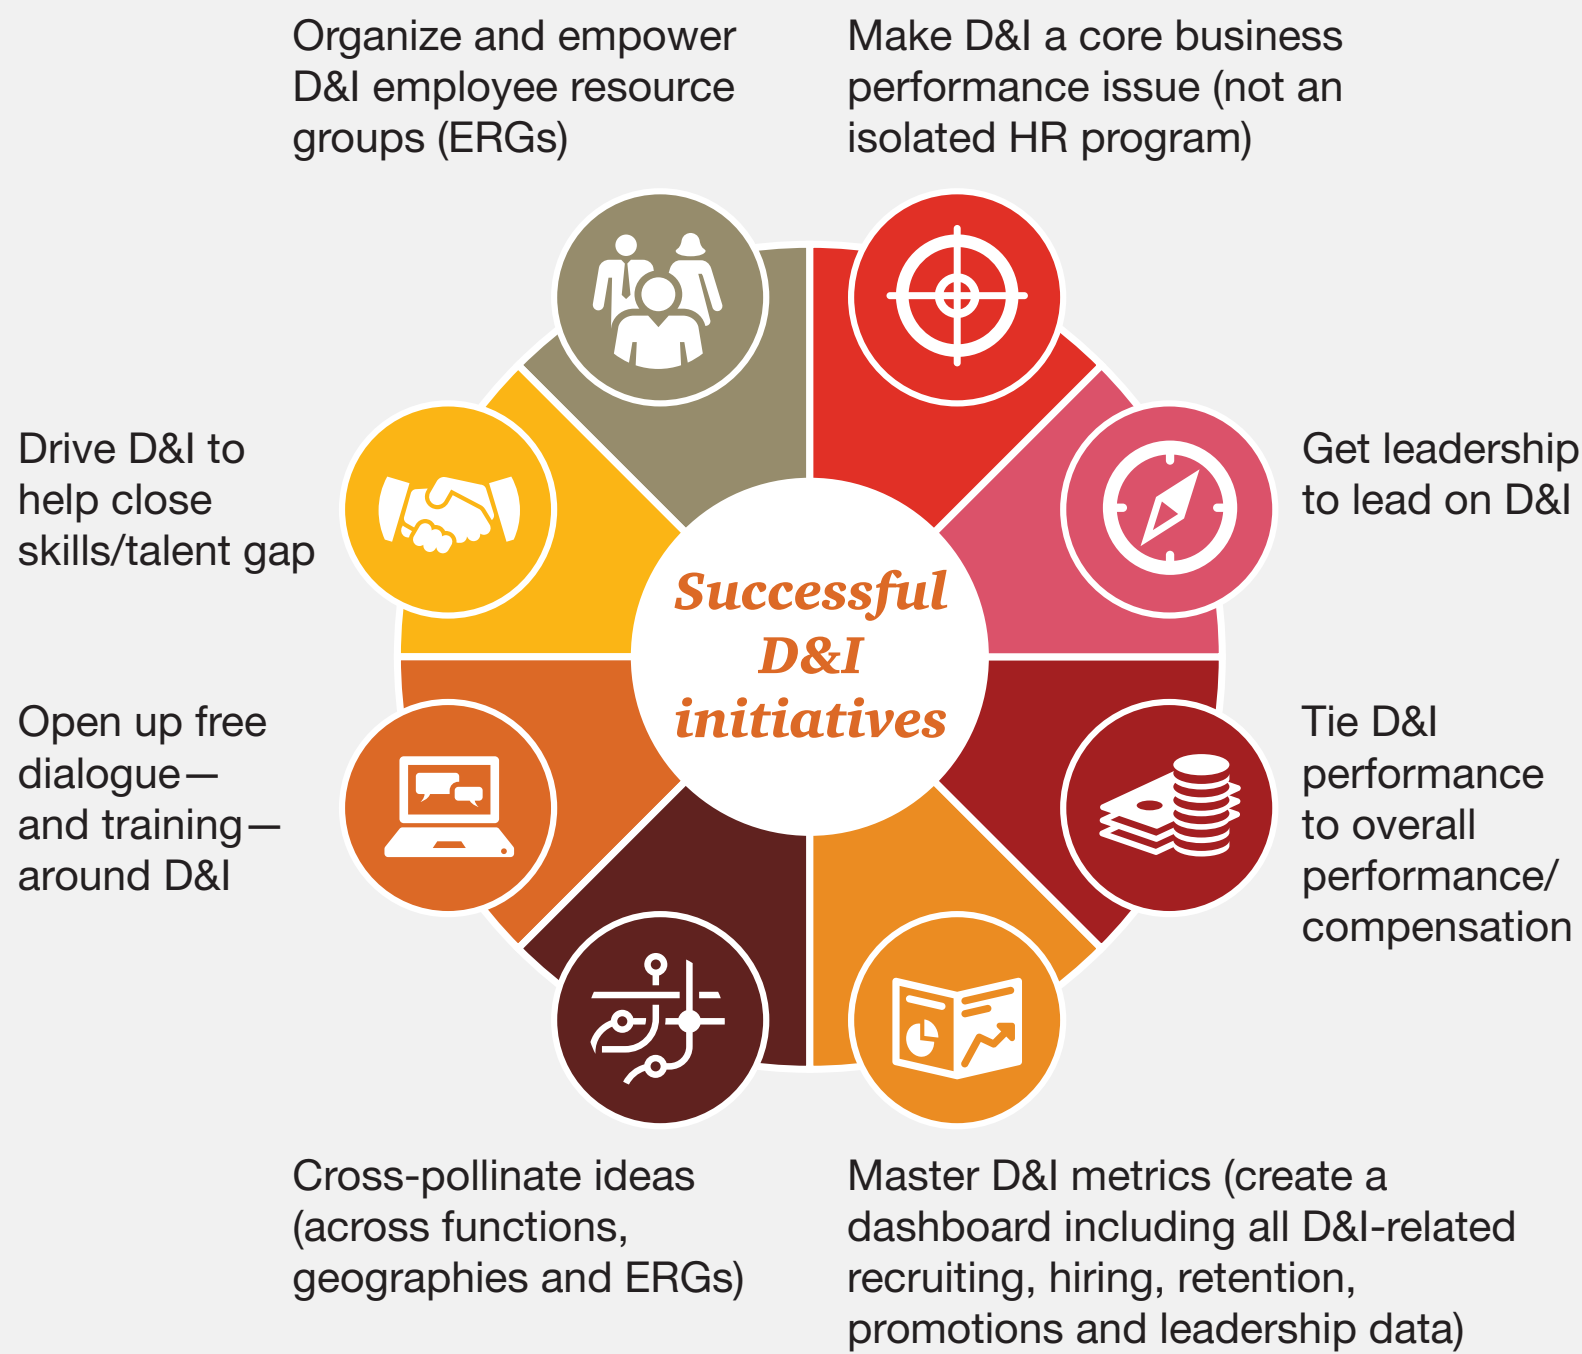 Organize and empower
D&I employee resource
groups (ERGs)
Make D&I a core business
performance issue (not an
isolated HR program)
Get leadership
to lead on D&I
Tie D&I
performance
to overall
performance/
compensation
Master D&I metrics (create a
dashboard including all D&I-related
recruiting, hiring, retention,
promotions and leadership data)
Cross-pollinate ideas
(across functions,
geographies and ERGs)
Open up free
dialogue—
and training—
around D&I
Drive D&I to
help close
skills/talent gap
Successful
D&I
initiatives